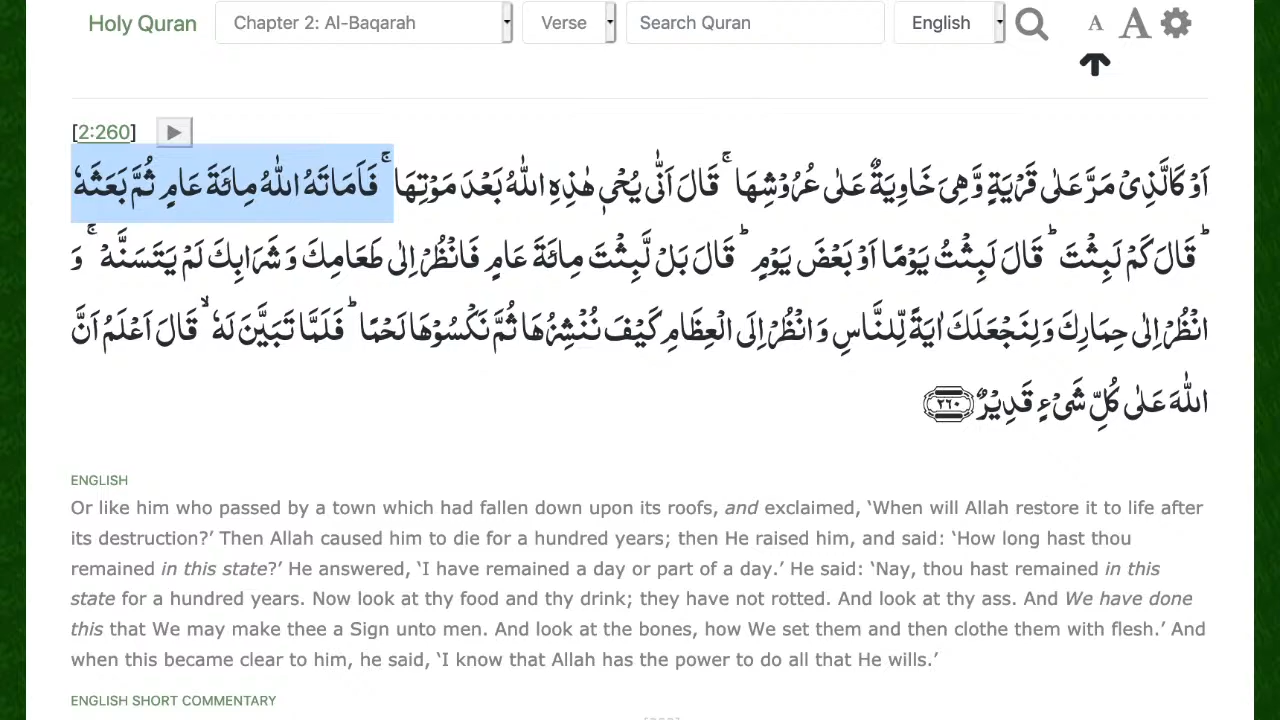 Holy Quran Chapter 2: Al-Baqarah Verse Search Quran English A A
[2:260]
اَوْ كَالَّذِیْ مَرَّ عَلٰی قَرْیَةٍ وَّهِیَ خَاوِیَةٌ عَلٰی عُرُوْشِهَا ۚ قَالَ اَنّٰی یُحْیٖ هٰذِهِ اللّٰهُ بَعْدَ مَوْتِهَا ۚ فَاَمَاتَهُ اللّٰهُ مِائَةَ عَامٍ ثُمَّ بَعَثَهٗ
ؕ قَالَ كَمْ لَبِثْتَ ؕ قَالَ لَبِثْتُ یَوْمًا اَوْ بَعْضَ یَوْمٍ ؕ قَالَ بَلْ لَّبِثْتَ مِائَةَ عَامٍ فَانْظُرْ اِلٰی طَعَامِكَ وَ شَرَابِكَ لَمْ یَتَسَنَّهْ ۚ وَ
انْظُرْ اِلٰی حِمَارِكَ وَ لِنَجْعَلَكَ اٰیَةً لِّلنَّاسِ وَ انْظُرْ اِلَی الْعِظَامِ كَیْفَ نُنْشِزُهَا ثُمَّ نَكْسُوْهَا لَحْمًا ؕ فَلَمَّا تَبَیَّنَ لَهٗ ۙ قَالَ اَعْلَمُ اَنَّ
اللّٰهَ عَلٰی كُلِّ شَیْءٍ قَدِیْرٌ ﴿۲۶۰﴾
ENGLISH
Or like him who passed by a town which had fallen down upon its roofs, and exclaimed, ‘When will Allah restore it to life after
its destruction?’ Then Allah caused him to die for a hundred years; then He raised him, and said: ‘How long hast thou
remained in this state?’ He answered, ‘I have remained a day or part of a day.’ He said: ‘Nay, thou hast remained in this
state for a hundred years. Now look at thy food and thy drink; they have not rotted. And look at thy ass. And We have done
this that We may make thee a Sign unto men. And look at the bones, how We set them and then clothe them with flesh.’ And
when this became clear to him, he said, ‘I know that Allah has the power to do all that He wills.’
ENGLISH SHORT COMMENTARY